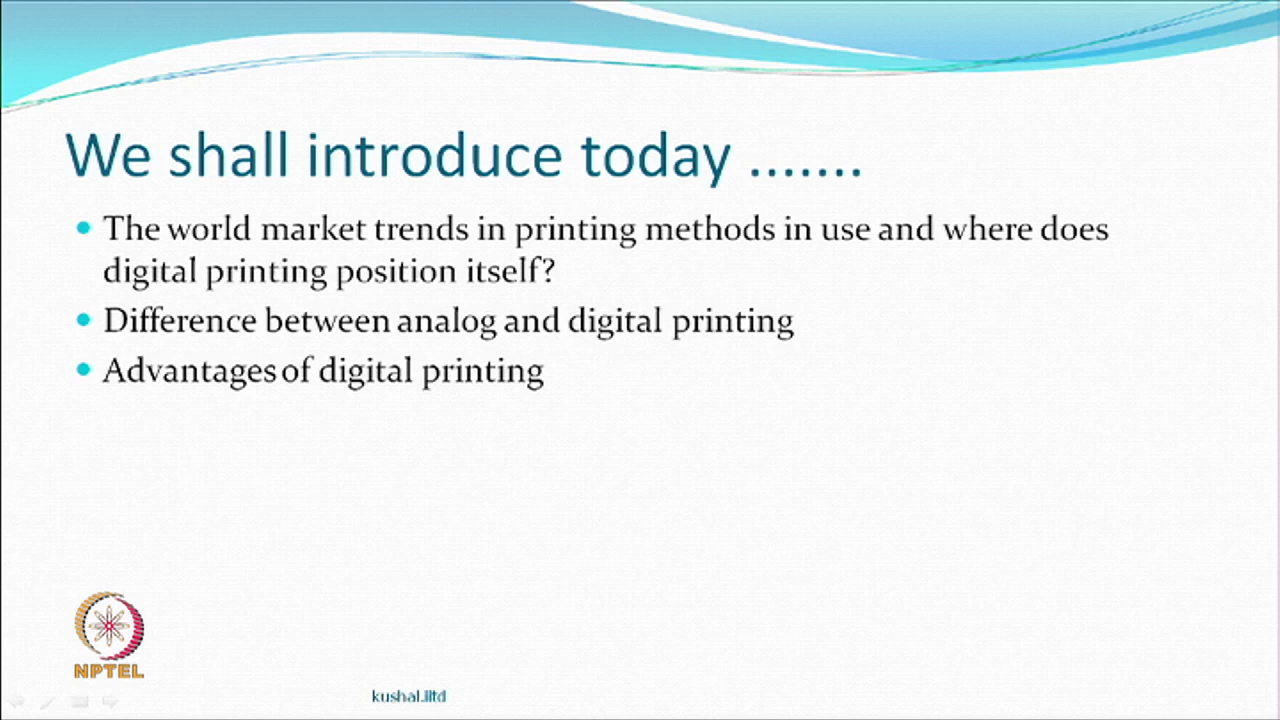 We shall introduce today .......
The world market trends in printing methods in use and where does
digital printing position itself?
Difference between analog and digital printing
Advantages of digital printing
NPTEL
kushal.iitd